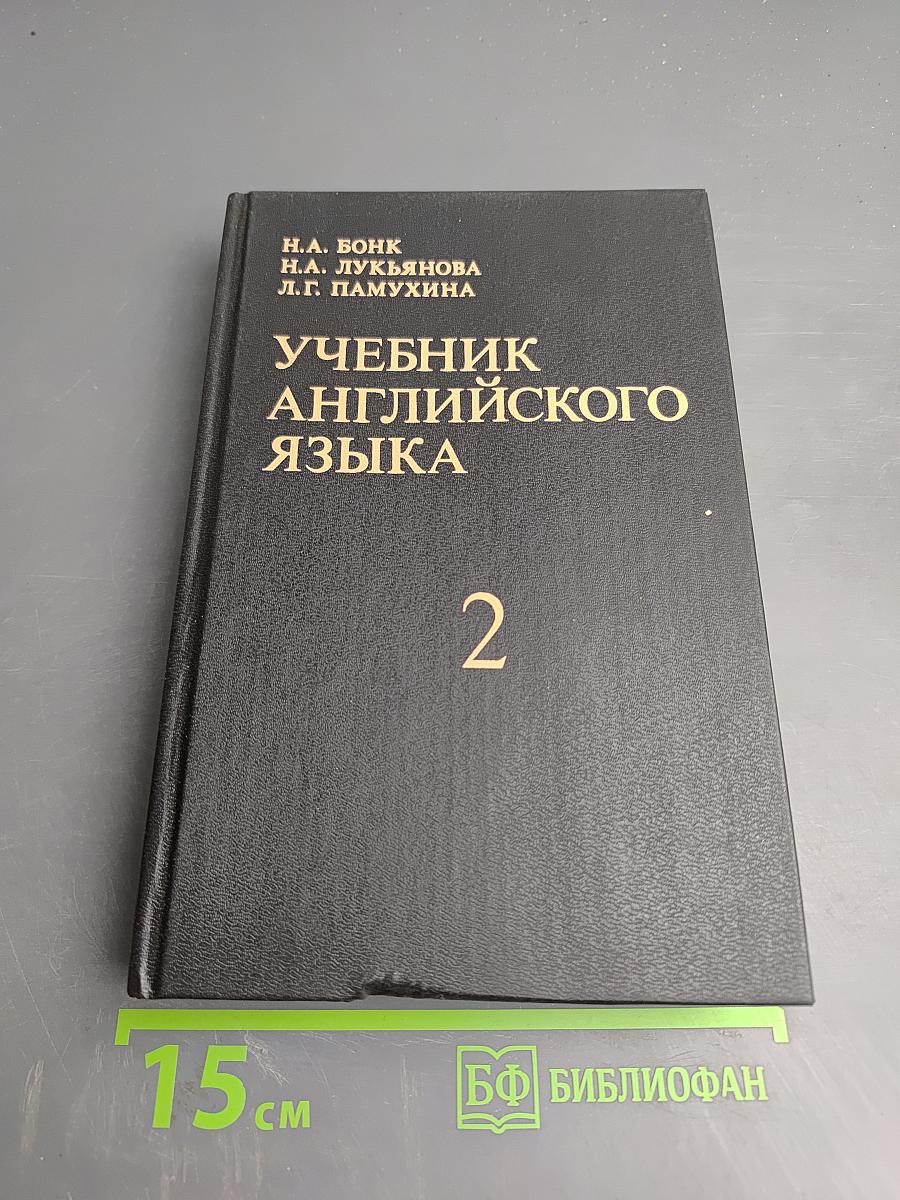 Н.А. БОНК
Н.А. ЛУКЬЯНОВА
Л.Г. ПАМУХИНА
УЧЕБНИК
АНГЛИЙСКОГО
ЯЗЫКА
2
15 см
БФ БИБЛИОФАН